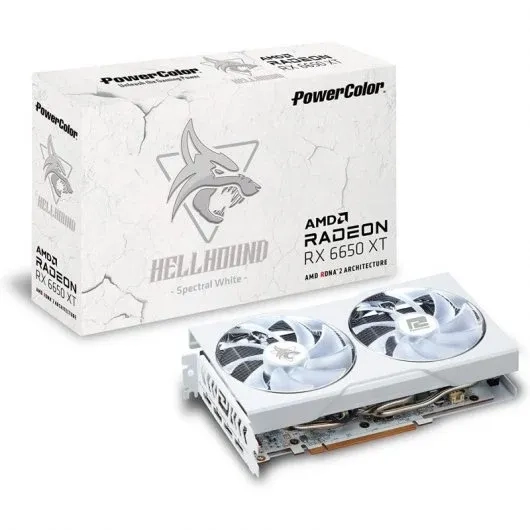 PowerColor
Unleash the Gaming Power
HELLHOUND
- Spectral White -
AMD RADEON
RX 6650 XT
PowerColor
AMD
RADEON
RX 6650 XT
AMD RDNA 2 ARCHITECTURE